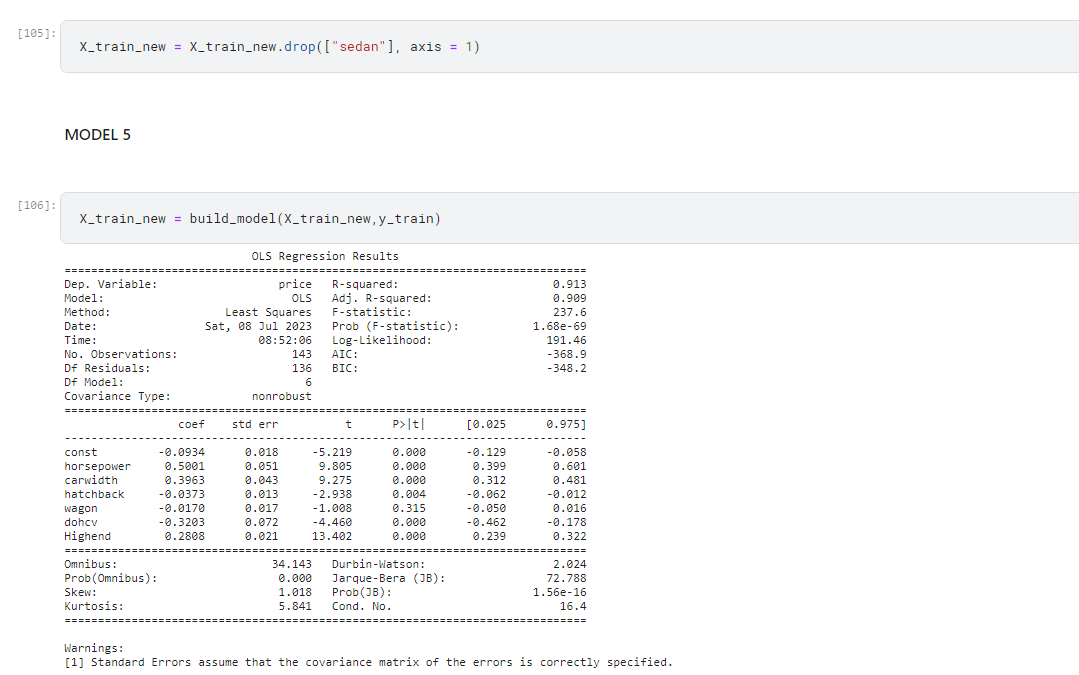 [105]:
X_train_new = X_train_new.drop(["sedan"], axis = 1)
MODEL 5
[106]:
X_train_new = build_model(X_train_new,y_train)
OLS Regression Results
==============================================================================
Dep. Variable: price R-squared: 0.913
Model: OLS Adj. R-squared: 0.909
Method: Least Squares F-statistic: 237.6
Date: Sat, 08 Jul 2023 Prob (F-statistic): 1.68e-69
Time: 08:52:06 Log-Likelihood: 191.46
No. Observations: 143 AIC: -368.9
Df Residuals: 136 BIC: -348.2
Df Model: 6
Covariance Type: nonrobust
==============================================================================
coef std err t P>|t| [0.025 0.975]
------------------------------------------------------------------------------
const -0.0934 0.018 -5.219 0.000 -0.129 -0.058
horsepower 0.5001 0.051 9.805 0.000 0.399 0.601
carwidth 0.3963 0.043 9.275 0.000 0.312 0.481
hatchback -0.0373 0.013 -2.938 0.004 -0.062 -0.012
wagon -0.0170 0.017 -1.008 0.315 -0.050 0.016
dohcv -0.3203 0.072 -4.460 0.000 -0.462 -0.178
Highend 0.2808 0.021 13.402 0.000 0.239 0.322
==============================================================================
Omnibus: 34.143 Durbin-Watson: 2.024
Prob(Omnibus): 0.000 Jarque-Bera (JB): 72.788
Skew: 1.018 Prob(JB): 1.56e-16
Kurtosis: 5.841 Cond. No. 16.4
==============================================================================
Warnings:
[1] Standard Errors assume that the covariance matrix of the errors is correctly specified.